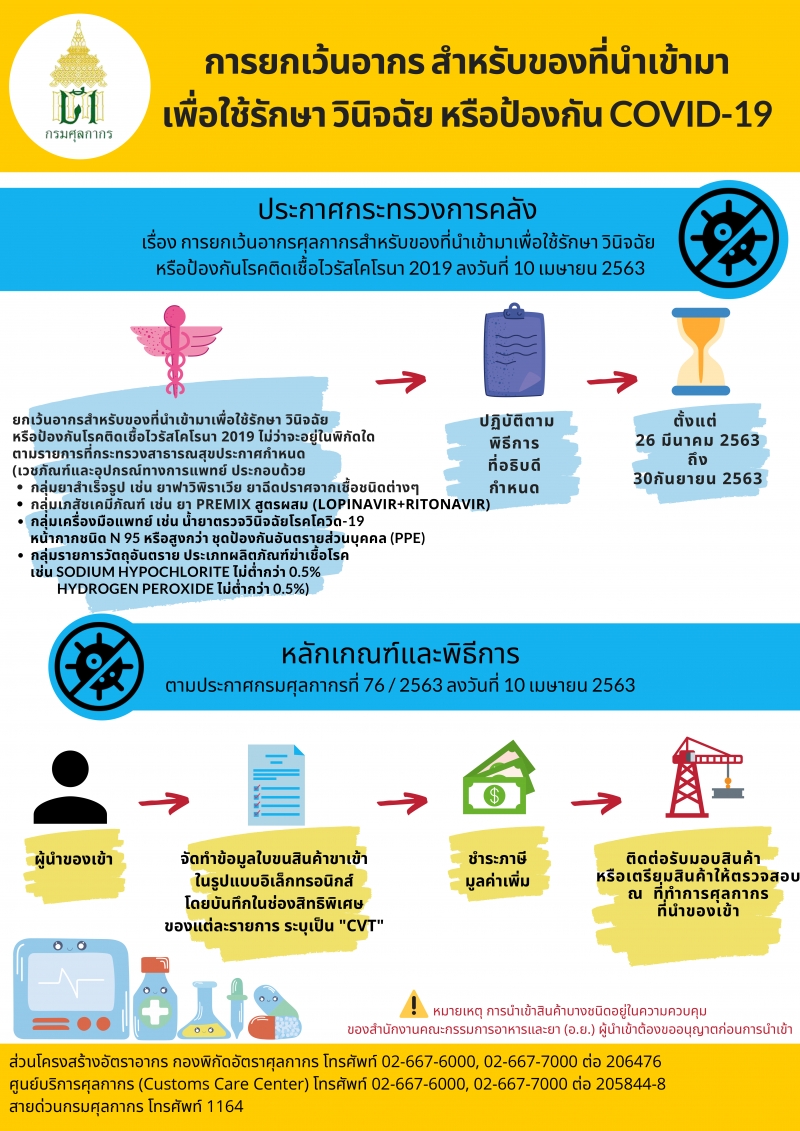 กรมศุลกากร
การยกเว้นอากร สำหรับของที่นำเข้ามา
เพื่อใช้รักษา วินิจฉัย หรือป้องกัน COVID-19
ประกาศกระทรวงการคลัง
เรื่อง การยกเว้นอากรศุลกากรสำหรับของที่นำเข้ามาเพื่อใช้รักษา วินิจฉัย
หรือป้องกันโรคติดเชื้อไวรัสโคโรนา 2019 ลงวันที่ 10 เมษายน 2563
ยกเว้นอากรสำหรับของที่นำเข้ามาเพื่อใช้รักษา วินิจฉัย
หรือป้องกันโรคติดเชื้อไวรัสโคโรนา 2019 ไม่ว่าจะอยู่ในพิกัดใด
ตามรายการที่กระทรวงสาธารณสุขประกาศกำหนด
(เวชภัณฑ์และอุปกรณ์ทางการแพทย์ ประกอบด้วย
• กลุ่มยาสำเร็จรูป เช่น ยาฟาวิพิราเวีย ยาฉีดปราศจากเชื้อชนิดต่างๆ
• กลุ่มเภสัชเคมีภัณฑ์ เช่น ยา PREMIX สูตรผสม (LOPINAVIR+RITONAVIR)
• กลุ่มเครื่องมือแพทย์ เช่น น้ำยาตรวจวินิจฉัยโรคโควิด-19
หน้ากากชนิด N 95 หรือสูงกว่า ชุดป้องกันอันตรายส่วนบุคคล (PPE)
• กลุ่มรายการวัตถุอันตราย ประเภทผลิตภัณฑ์ฆ่าเชื้อโรค
เช่น SODIUM HYPOCHLORITE ไม่ต่ำกว่า 0.5%
HYDROGEN PEROXIDE ไม่ต่ำกว่า 0.5%)
ปฏิบัติตาม
พิธีการ
ที่อธิบดี
กำหนด
ตั้งแต่
26 มีนาคม 2563
ถึง
30กันยายน 2563
หลักเกณฑ์และพิธีการ
ตามประกาศกรมศุลกากรที่ 76 / 2563 ลงวันที่ 10 เมษายน 2563
ผู้นำของเข้า
จัดทำข้อมูลใบขนสินค้าขาเข้า
ในรูปแบบอิเล็กทรอนิกส์
โดยบันทึกในช่องสิทธิพิเศษ
ของแต่ละรายการ ระบุเป็น "CVT"
ชำระภาษี
มูลค่าเพิ่ม
ติดต่อรับมอบสินค้า
หรือเตรียมสินค้าให้ตรวจสอบ
ณ ที่ทำการศุลกากร
ที่นำของเข้า
หมายเหตุ การนำเข้าสินค้าบางชนิดอยู่ในความควบคุม
ของสำนักงานคณะกรรมการอาหารและยา (อ.ย.) ผู้นำเข้าต้องขออนุญาตก่อนการนำเข้า
ส่วนโครงสร้างอัตราอากร กองพิกัดอัตราศุลกากร โทรศัพท์ 02-667-6000, 02-667-7000 ต่อ 206476
ศูนย์บริการศุลกากร (Customs Care Center) โทรศัพท์ 02-667-6000, 02-667-7000 ต่อ 205844-8
สายด่วนกรมศุลกากร โทรศัพท์ 1164